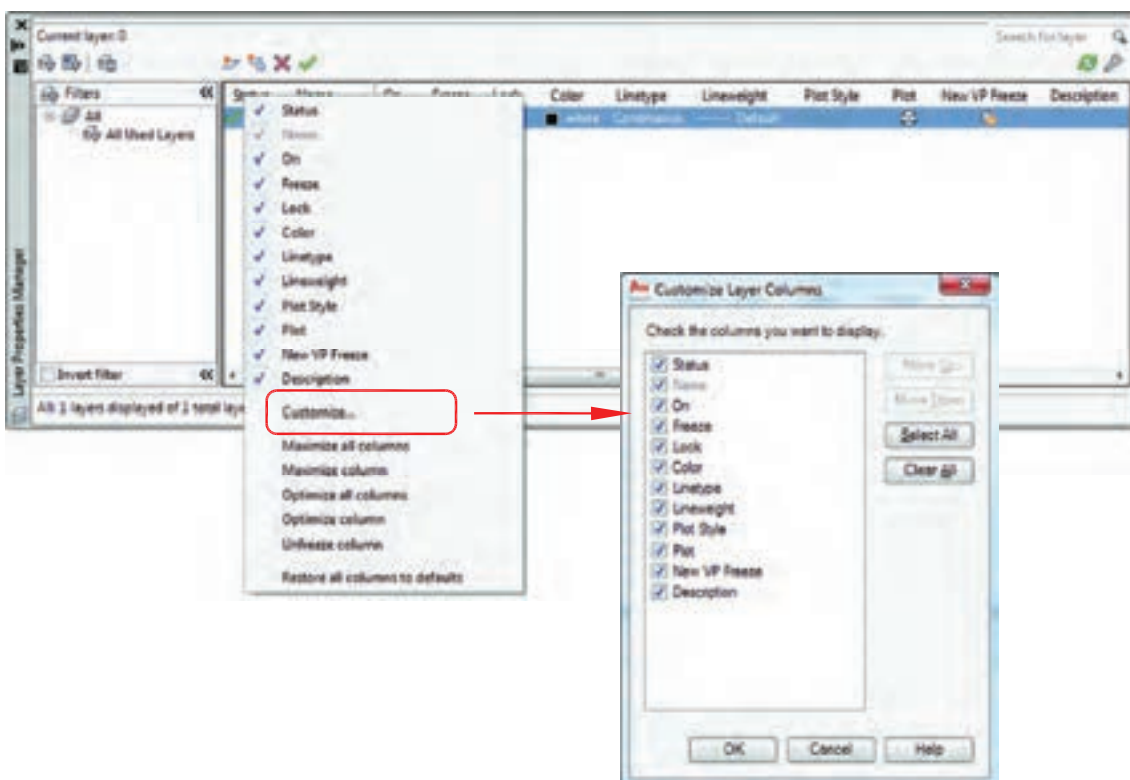 Current layer: 0
Search for layer
Filters
All
All Used Layers
Status Name On Freeze Lock Color Linetype Lineweight Plot Style Plot New VP Freeze Description
white Continuous Default
Status
Name
On
Freeze
Lock
Color
Linetype
Lineweight
Plot Style
Plot
New VP Freeze
Description
Customize...
Maximize all columns
Maximize column
Optimize all columns
Optimize column
Unfreeze column
Restore all columns to defaults
Invert filter
All: 1 layers displayed of 1 total
Layer Properties Manager
Customize Layer Columns
Check the columns you want to display.
Status
Name
On
Freeze
Lock
Color
Linetype
Lineweight
Plot Style
Plot
New VP Freeze
Description
Move Up
Move Down
Select All
Clear All
OK
Cancel
Help